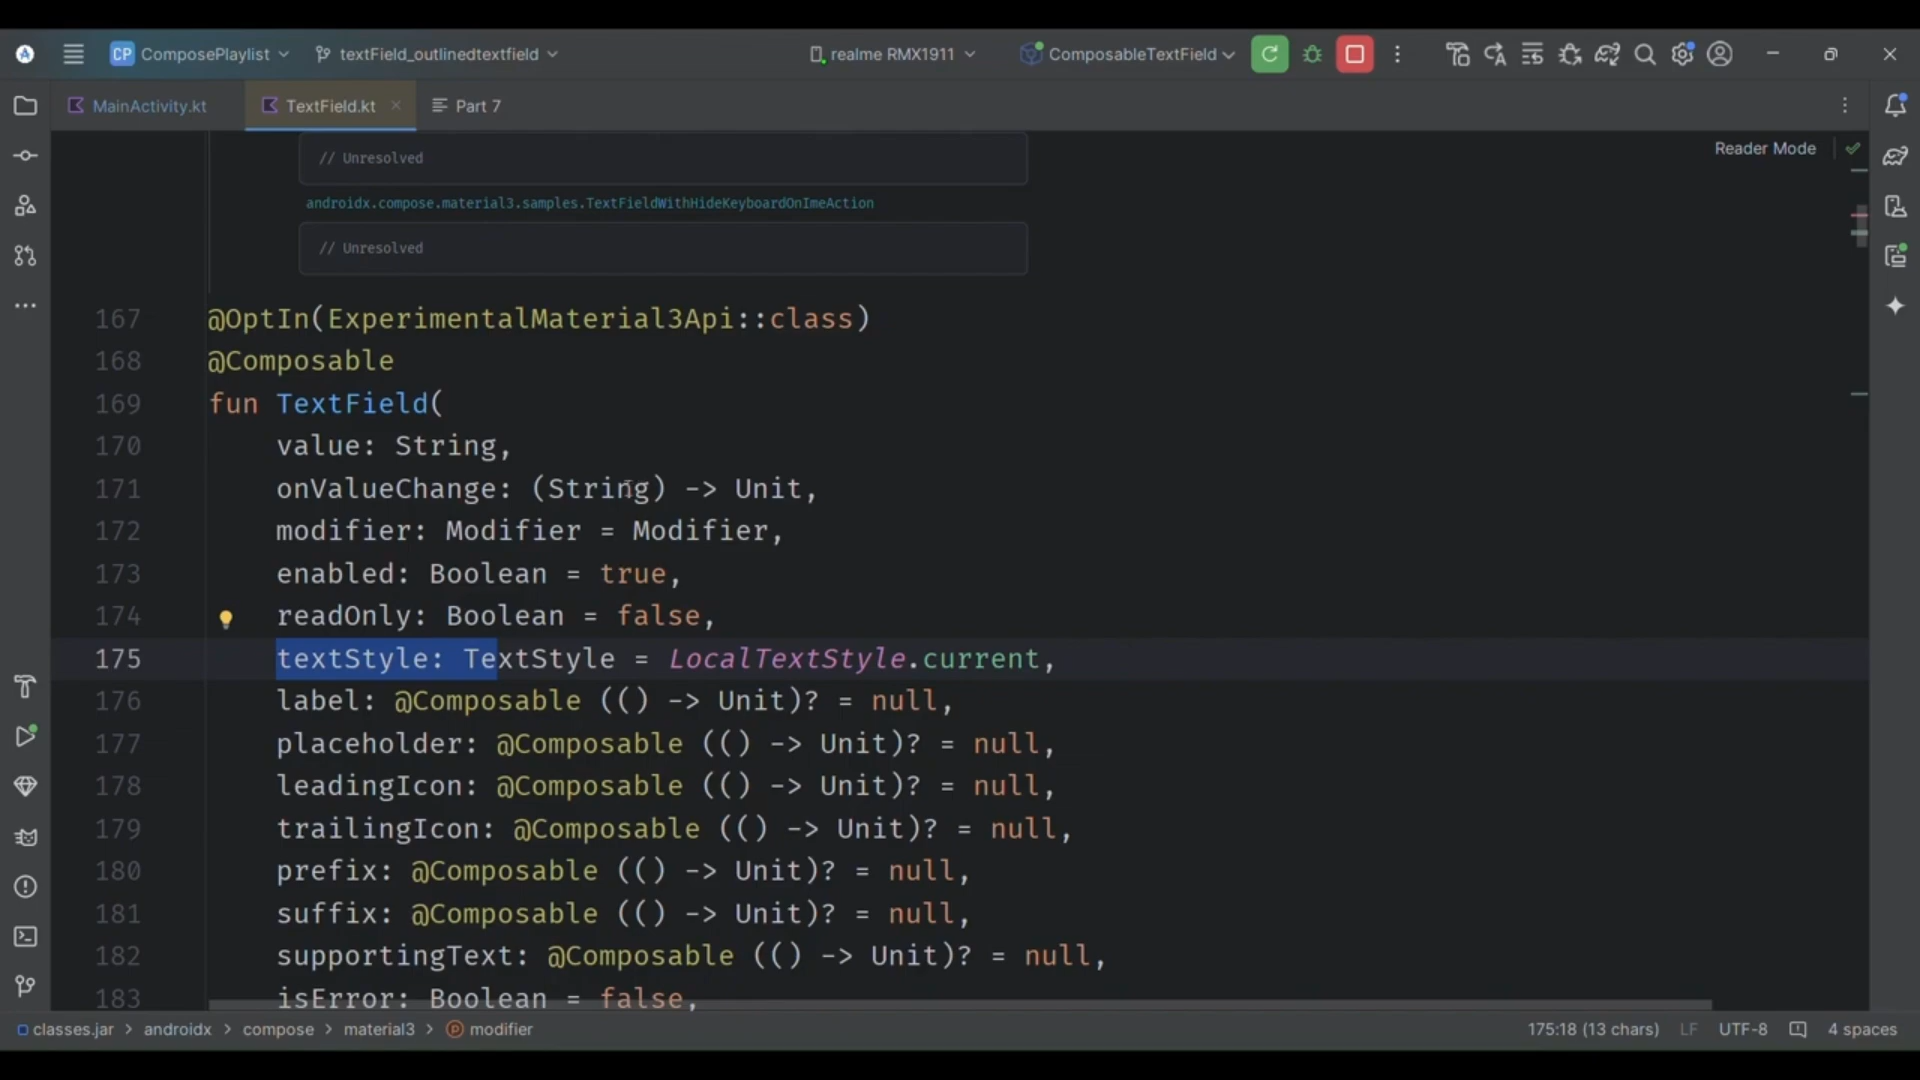 CP ComposePlaylist textField_outlinedtextfield realme RMX1911 ComposableTextField
MainActivity.kt TextField.kt Part 7
Reader Mode
// Unresolved
androidx.compose.material3.samples.TextFieldWithHideKeyboardOnImeAction
// Unresolved
167 @OptIn(ExperimentalMaterial3Api::class)
168 @Composable
169 fun TextField(
170 value: String,
171 onValueChange: (String) -> Unit,
172 modifier: Modifier = Modifier,
173 enabled: Boolean = true,
174 readOnly: Boolean = false,
175 textStyle: TextStyle = LocalTextStyle.current,
176 label: @Composable (() -> Unit)? = null,
177 placeholder: @Composable (() -> Unit)? = null,
178 leadingIcon: @Composable (() -> Unit)? = null,
179 trailingIcon: @Composable (() -> Unit)? = null,
180 prefix: @Composable (() -> Unit)? = null,
181 suffix: @Composable (() -> Unit)? = null,
182 supportingText: @Composable (() -> Unit)? = null,
183 isError: Boolean = false,
classes.jar > androidx > compose > material3 > modifier 175:18 (13 chars) LF UTF-8 4 spaces